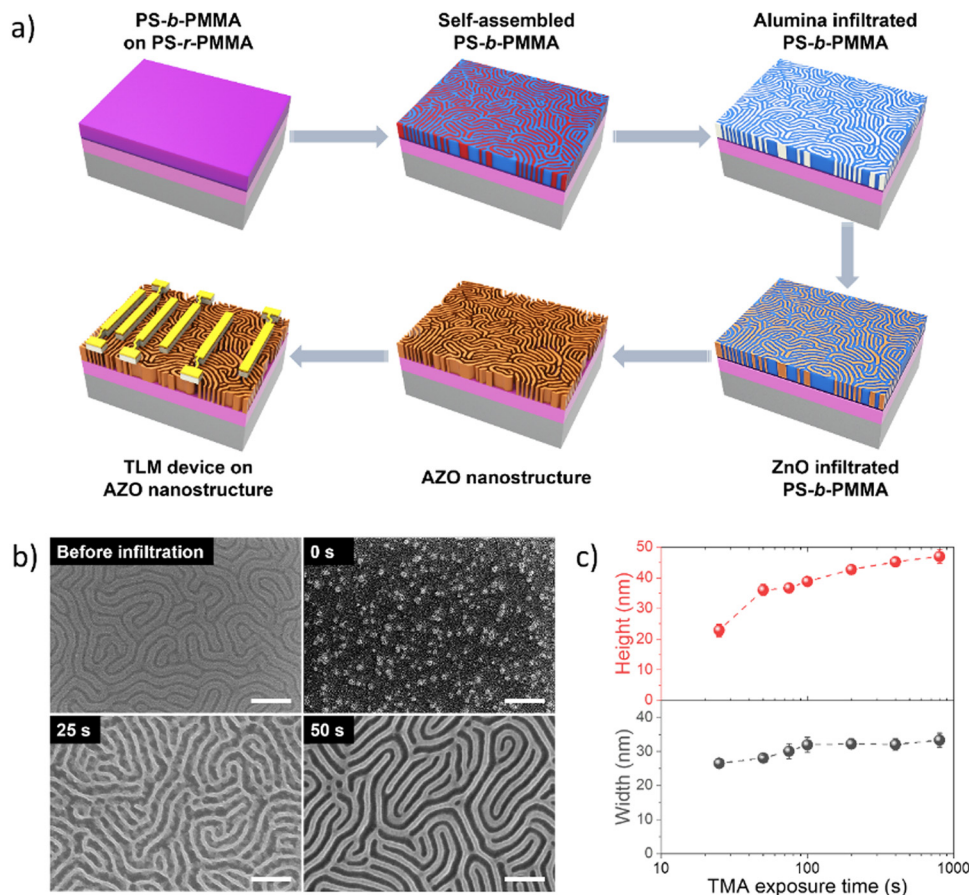 a)
PS-b-PMMA
on PS-r-PMMA
Self-assembled
PS-b-PMMA
Alumina infiltrated
PS-b-PMMA
TLM device on
AZO nanostructure
AZO nanostructure
ZnO infiltrated
PS-b-PMMA
b)
Before infiltration
0 s
25 s
50 s
c)
50
40
30
20
10
0
Height (nm)
30
20
10
0
Width (nm)
10
100
1000
TMA exposure time (s)